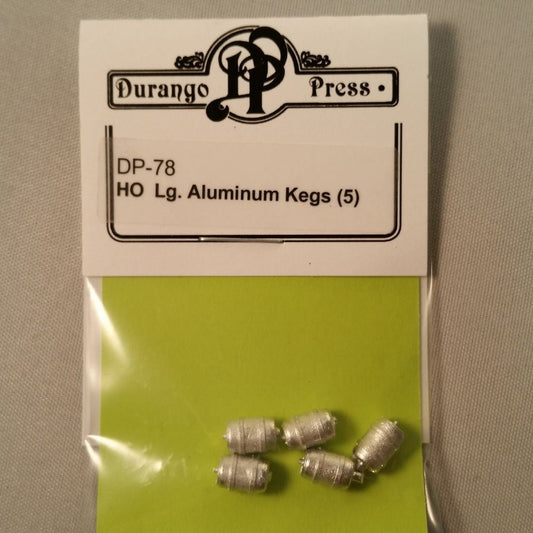 Durango DP Press •
DP-78
HO Lg. Aluminum Kegs (5)